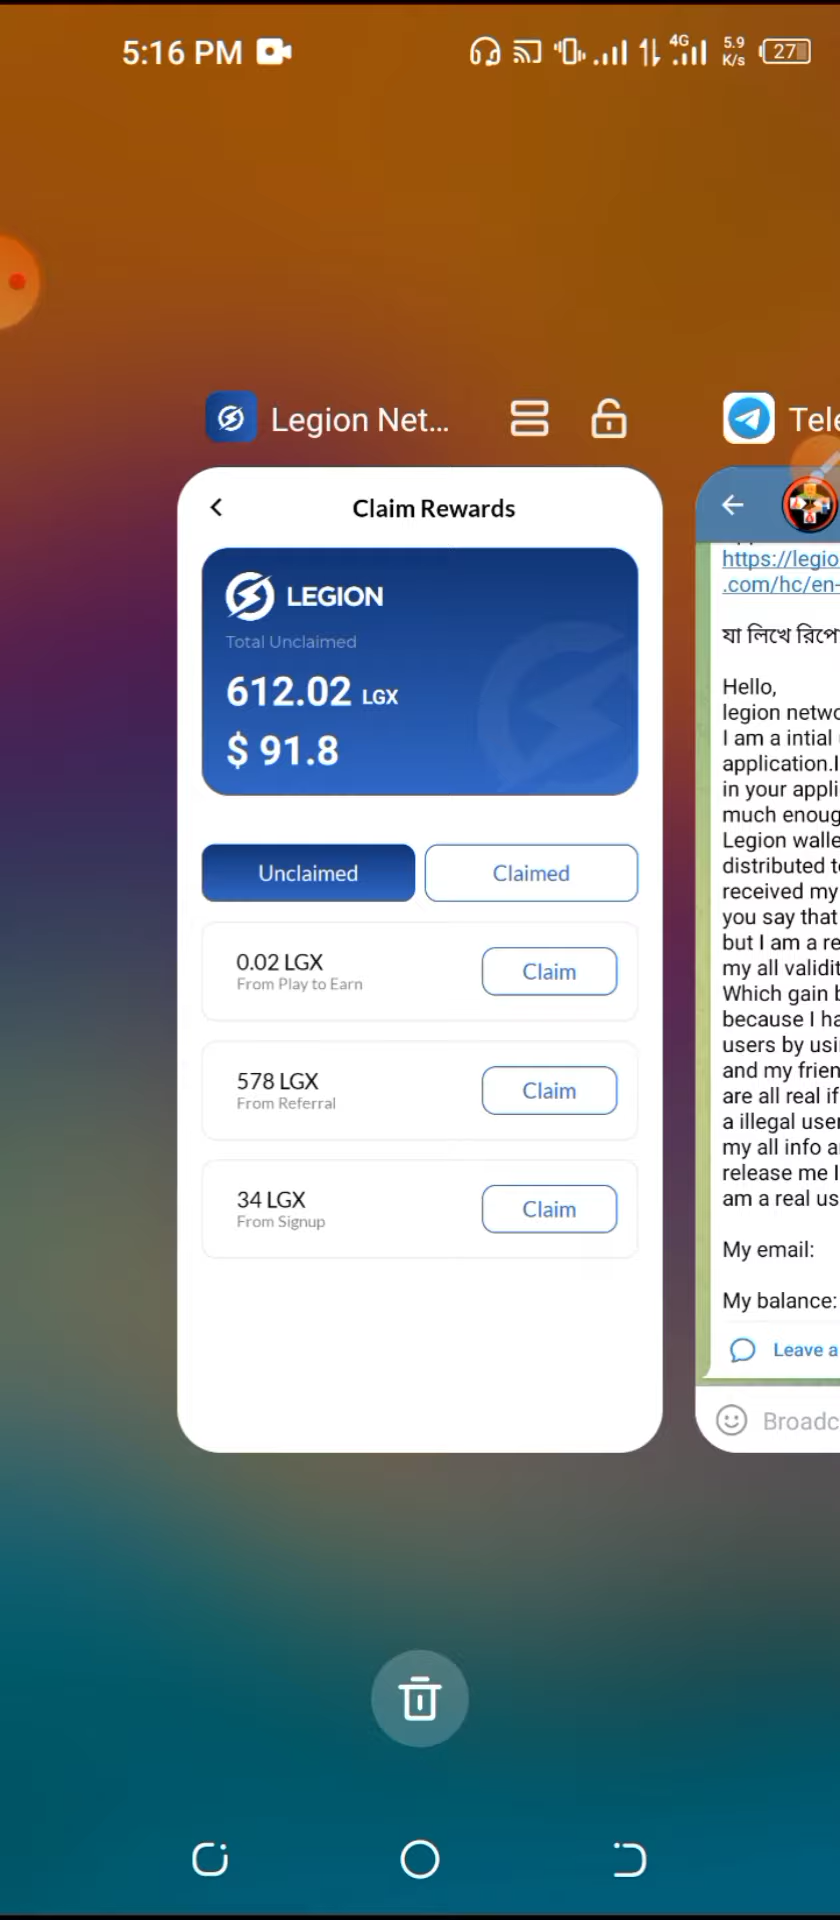 5:16 PM
4G
5.9
K/s
27
Legion Net...
Claim Rewards
LEGION
Total Unclaimed
612.02 LGX
$ 91.8
Unclaimed
Claimed
0.02 LGX
From Play to Earn
Claim
578 LGX
From Referral
Claim
34 LGX
From Signup
Claim
Tele
https://legio
.com/hc/en-
যা লিখে রিপে
Hello,
legion netwo
I am a intial
application.I
in your appli
much enoug
Legion walle
distributed to
received my
you say that
but I am a re
my all validit
Which gain b
because I ha
users by usi
and my frien
are all real if
a illegal user
my all info a
release me I
am a real us
My email:
My balance:
Leave a
Broadc